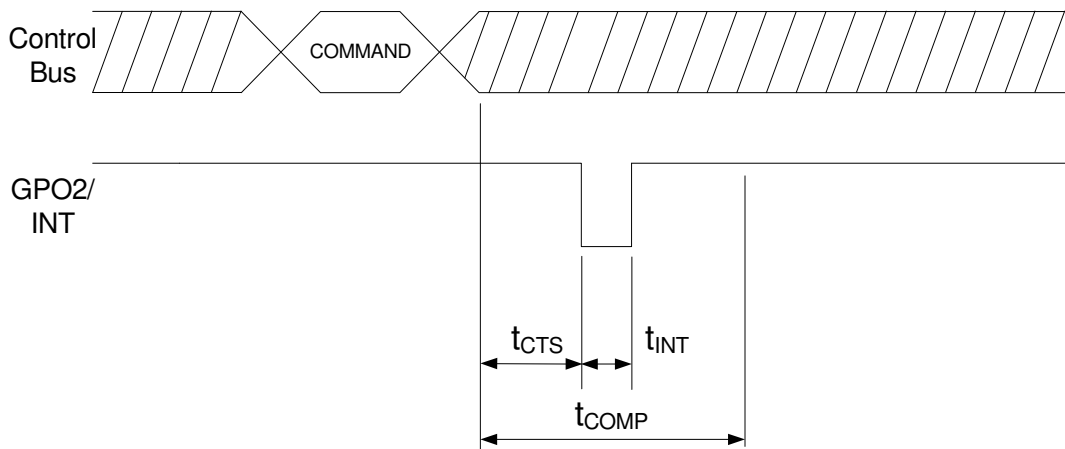 Control
Bus
COMMAND
GPO2/
INT
tCTS
tINT
tCOMP